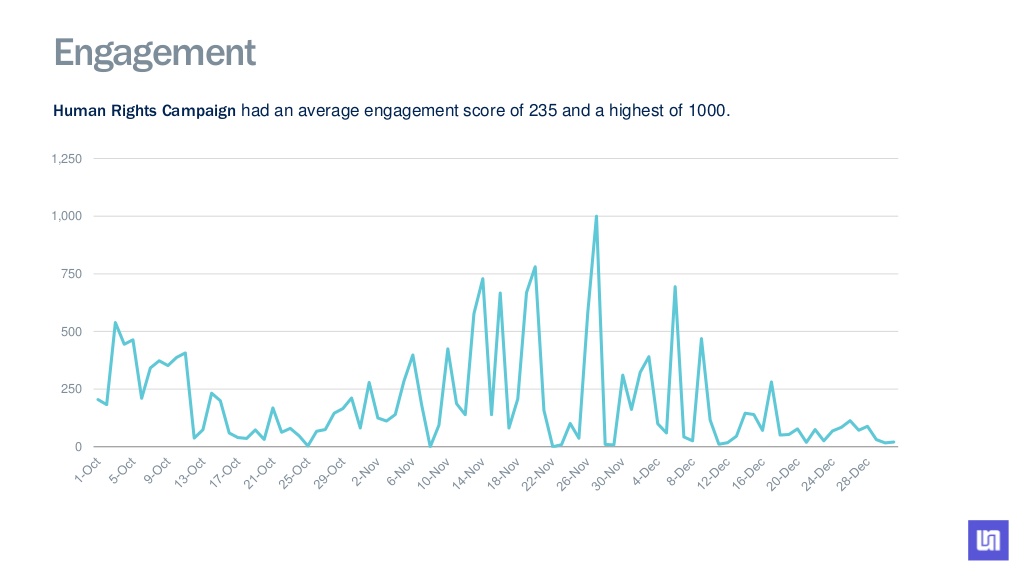 Engagement
Human Rights Campaign had an average engagement score of 235 and a highest of 1000.
1,250
1,000
750
500
250
0
1-Oct 5-Oct 9-Oct 13-Oct 17-Oct 21-Oct 25-Oct 29-Oct 2-Nov 6-Nov 10-Nov 14-Nov 18-Nov 22-Nov 26-Nov 30-Nov 4-Dec 8-Dec 12-Dec 16-Dec 20-Dec 24-Dec 28-Dec